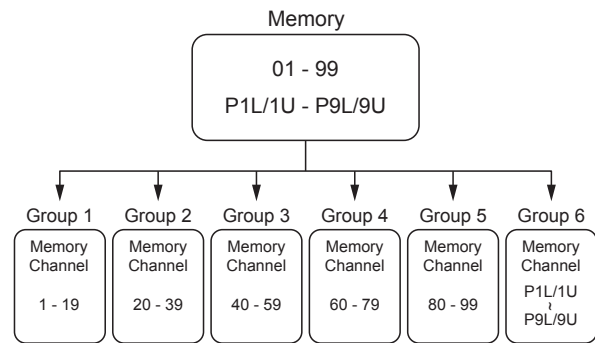 Memory
01 - 99
P1L/1U - P9L/9U
Group 1
Group 2
Group 3
Group 4
Group 5
Group 6
Memory
Channel
1 - 19
Memory
Channel
20 - 39
Memory
Channel
40 - 59
Memory
Channel
60 - 79
Memory
Channel
80 - 99
Memory
Channel
P1L/1U
~
P9L/9U